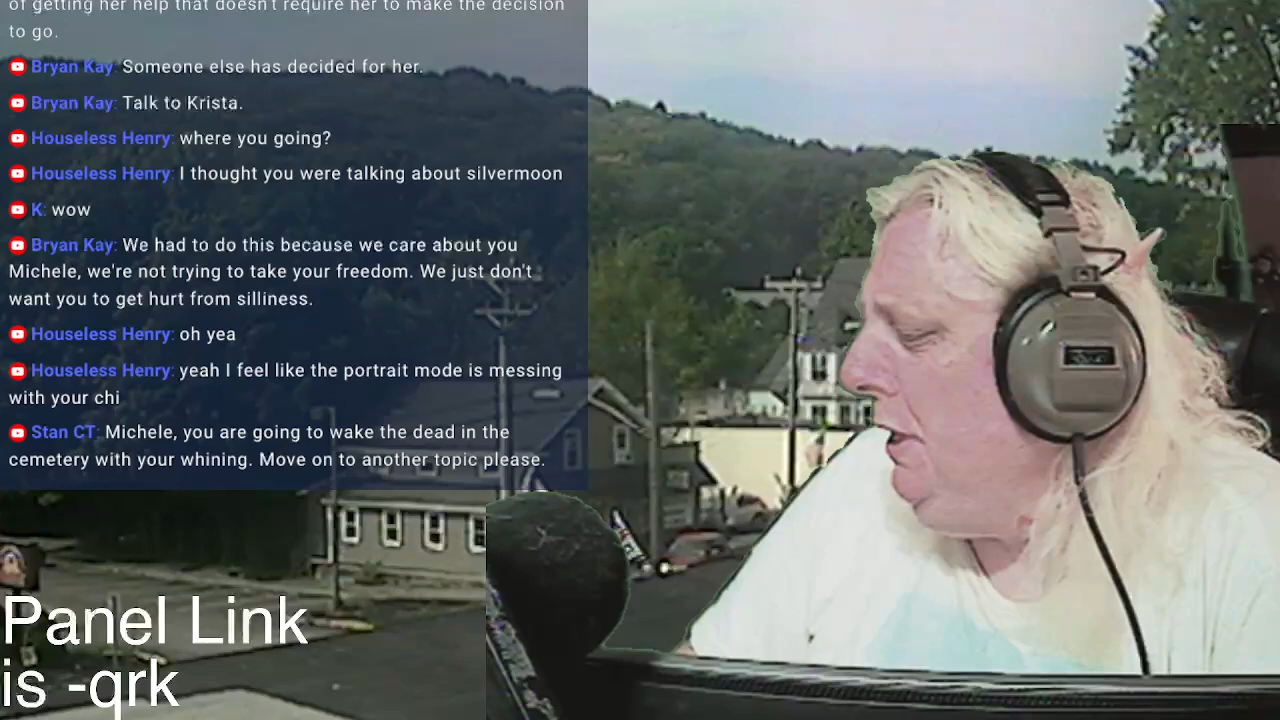 of getting her help that doesn't require her to make the decision
to go.
Bryan Kay: Someone else has decided for her.
Bryan Kay: Talk to Krista.
Houseless Henry: where you going?
Houseless Henry: I thought you were talking about silvermoon
K: wow
Bryan Kay: We had to do this because we care about you
Michele, we're not trying to take your freedom. We just don't
want you to get hurt from silliness.
Houseless Henry: oh yea
Houseless Henry: yeah I feel like the portrait mode is messing
with your chi
Stan CT: Michele, you are going to wake the dead in the
cemetery with your whining. Move on to another topic please.
Panel Link
is -qrk